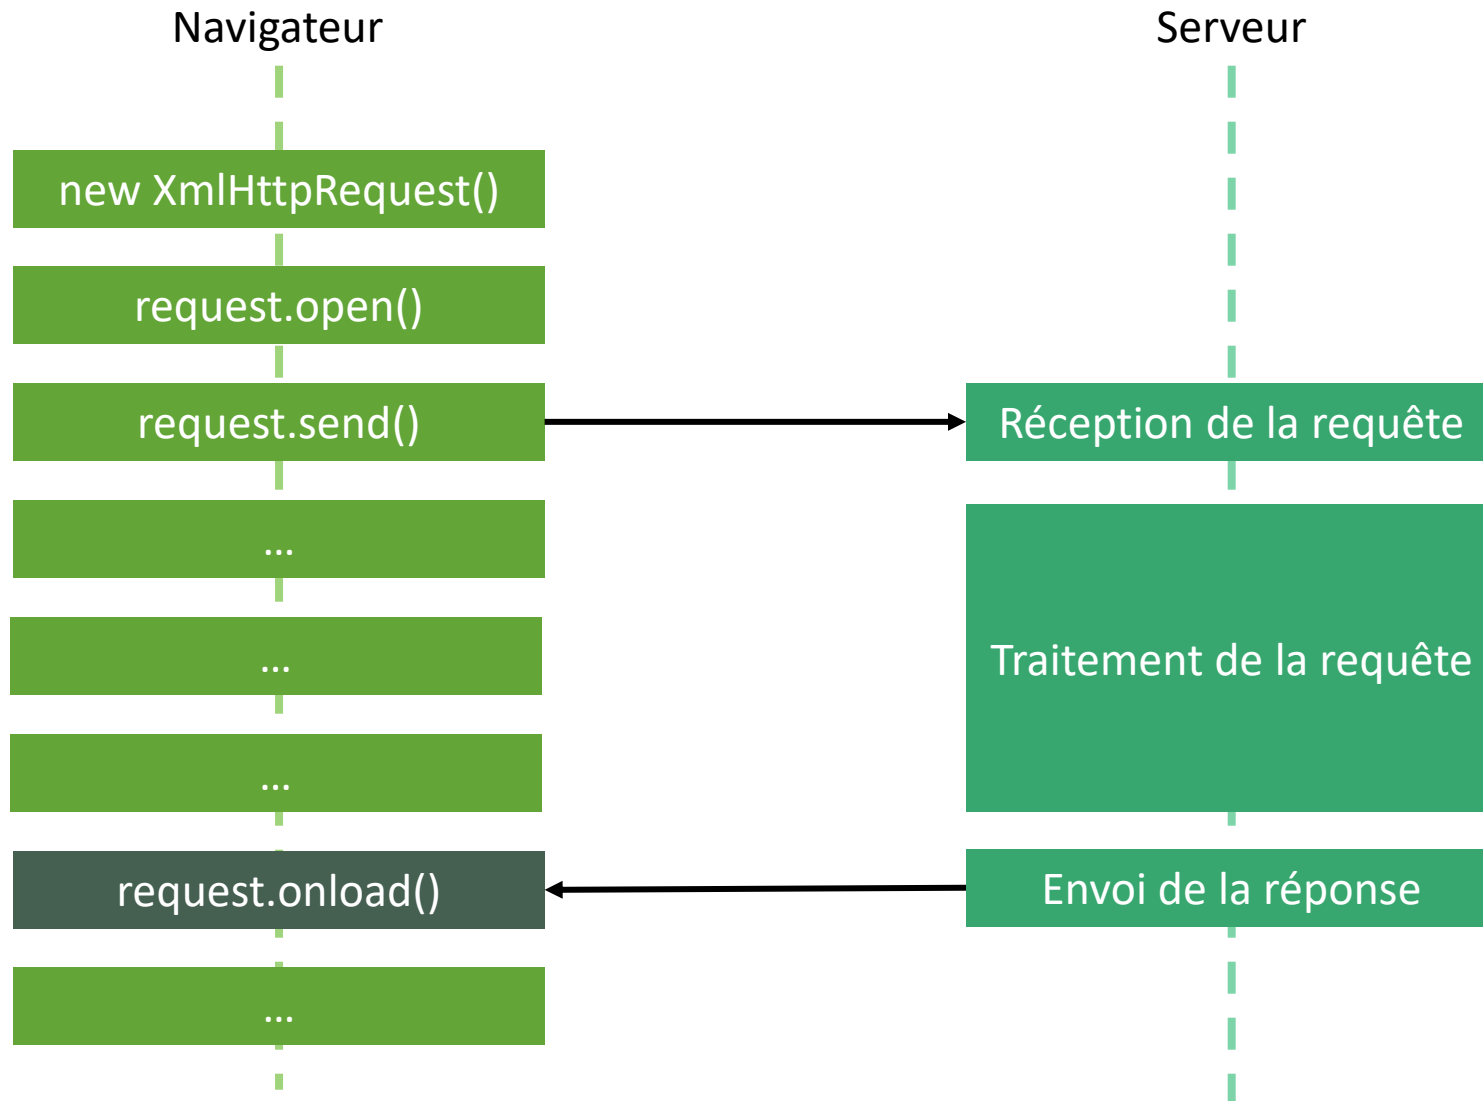 Navigateur
Serveur
new XmlHttpRequest()
request.open()
request.send()
Réception de la requête
...
...
Traitement de la requête
...
request.onload()
Envoi de la réponse
...